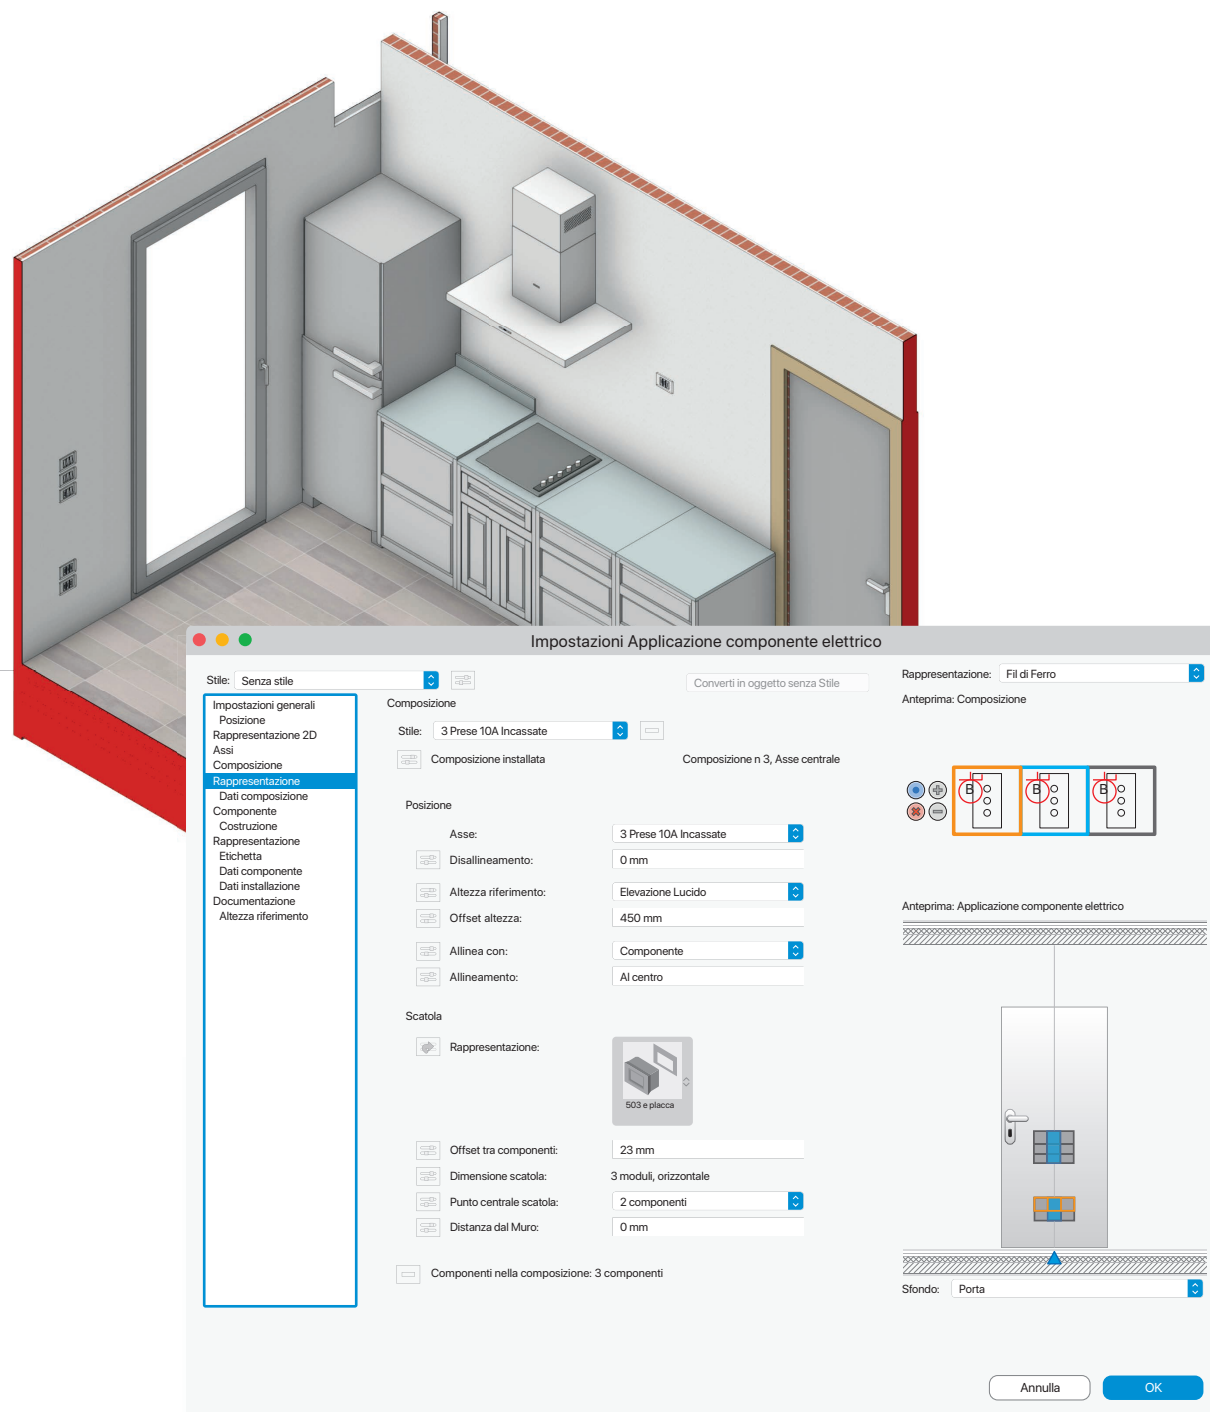 Impostazioni Applicazione componente elettrico
Stile: Senza stile
Converti in oggetto senza Stile
Rappresentazione: Fil di Ferro
Anteprima: Composizione
Impostazioni generali
Posizione
Rappresentazione 2D
Assi
Composizione
Rappresentazione
Dati composizione
Componente
Costruzione
Rappresentazione
Etichetta
Dati componente
Dati installazione
Documentazione
Altezza riferimento
Composizione
Stile: 3 Prese 10A Incassate
Composizione installata Composizione n 3, Asse centrale
Posizione
Asse: 3 Prese 10A Incassate
Disallineamento: 0 mm
Altezza riferimento: Elevazione Lucido
Offset altezza: 450 mm
Allinea con: Componente
Allineamento: Al centro
Scatola
Rappresentazione:
503 e placca
Offset tra componenti: 23 mm
Dimensione scatola: 3 moduli, orizzontale
Punto centrale scatola: 2 componenti
Distanza dal Muro: 0 mm
Componenti nella composizione: 3 componenti
B B B
Anteprima: Applicazione componente elettrico
Sfondo: Porta
Annulla OK